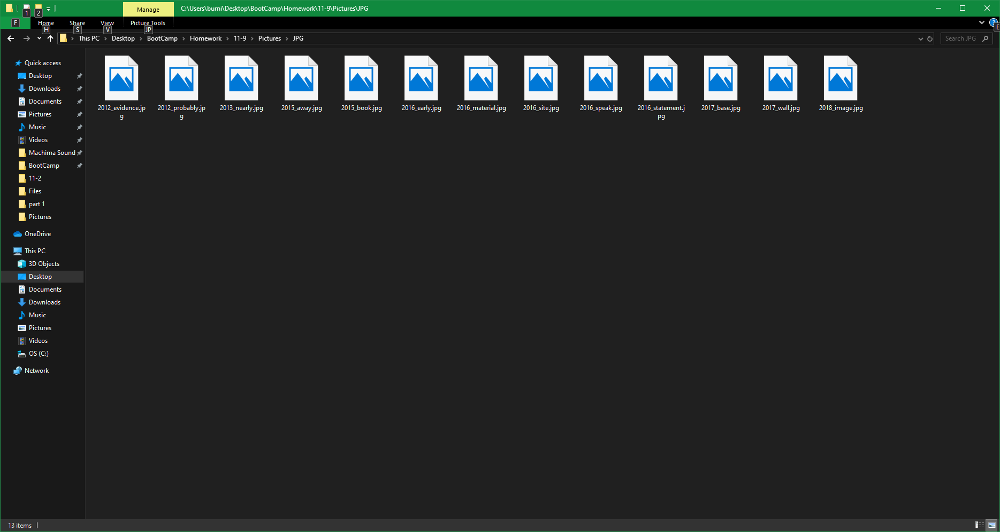 Manage
C:\Users\burni\Desktop\BootCamp\Homework\11-9\Pictures\JPG
1
2
F
Home
Share
View
Picture Tools
?
H
S
V
JP
E
This PC
Desktop
BootCamp
Homework
11-9
Pictures
JPG
Search JPG
Quick access
Desktop
Downloads
Documents
Pictures
Music
Videos
Machima Sound
BootCamp
11-2
Files
part 1
Pictures
OneDrive
This PC
3D Objects
Desktop
Documents
Downloads
Music
Pictures
Videos
OS (C:)
Network
2012_evidence.jp
g
2012_probably.jp
g
2013_nearly.jpg
2015_away.jpg
2015_book.jpg
2016_early.jpg
2016_material.jpg
2016_site.jpg
2016_speak.jpg
2016_statement.j
pg
2017_base.jpg
2017_wall.jpg
2018_image.jpg
13 items